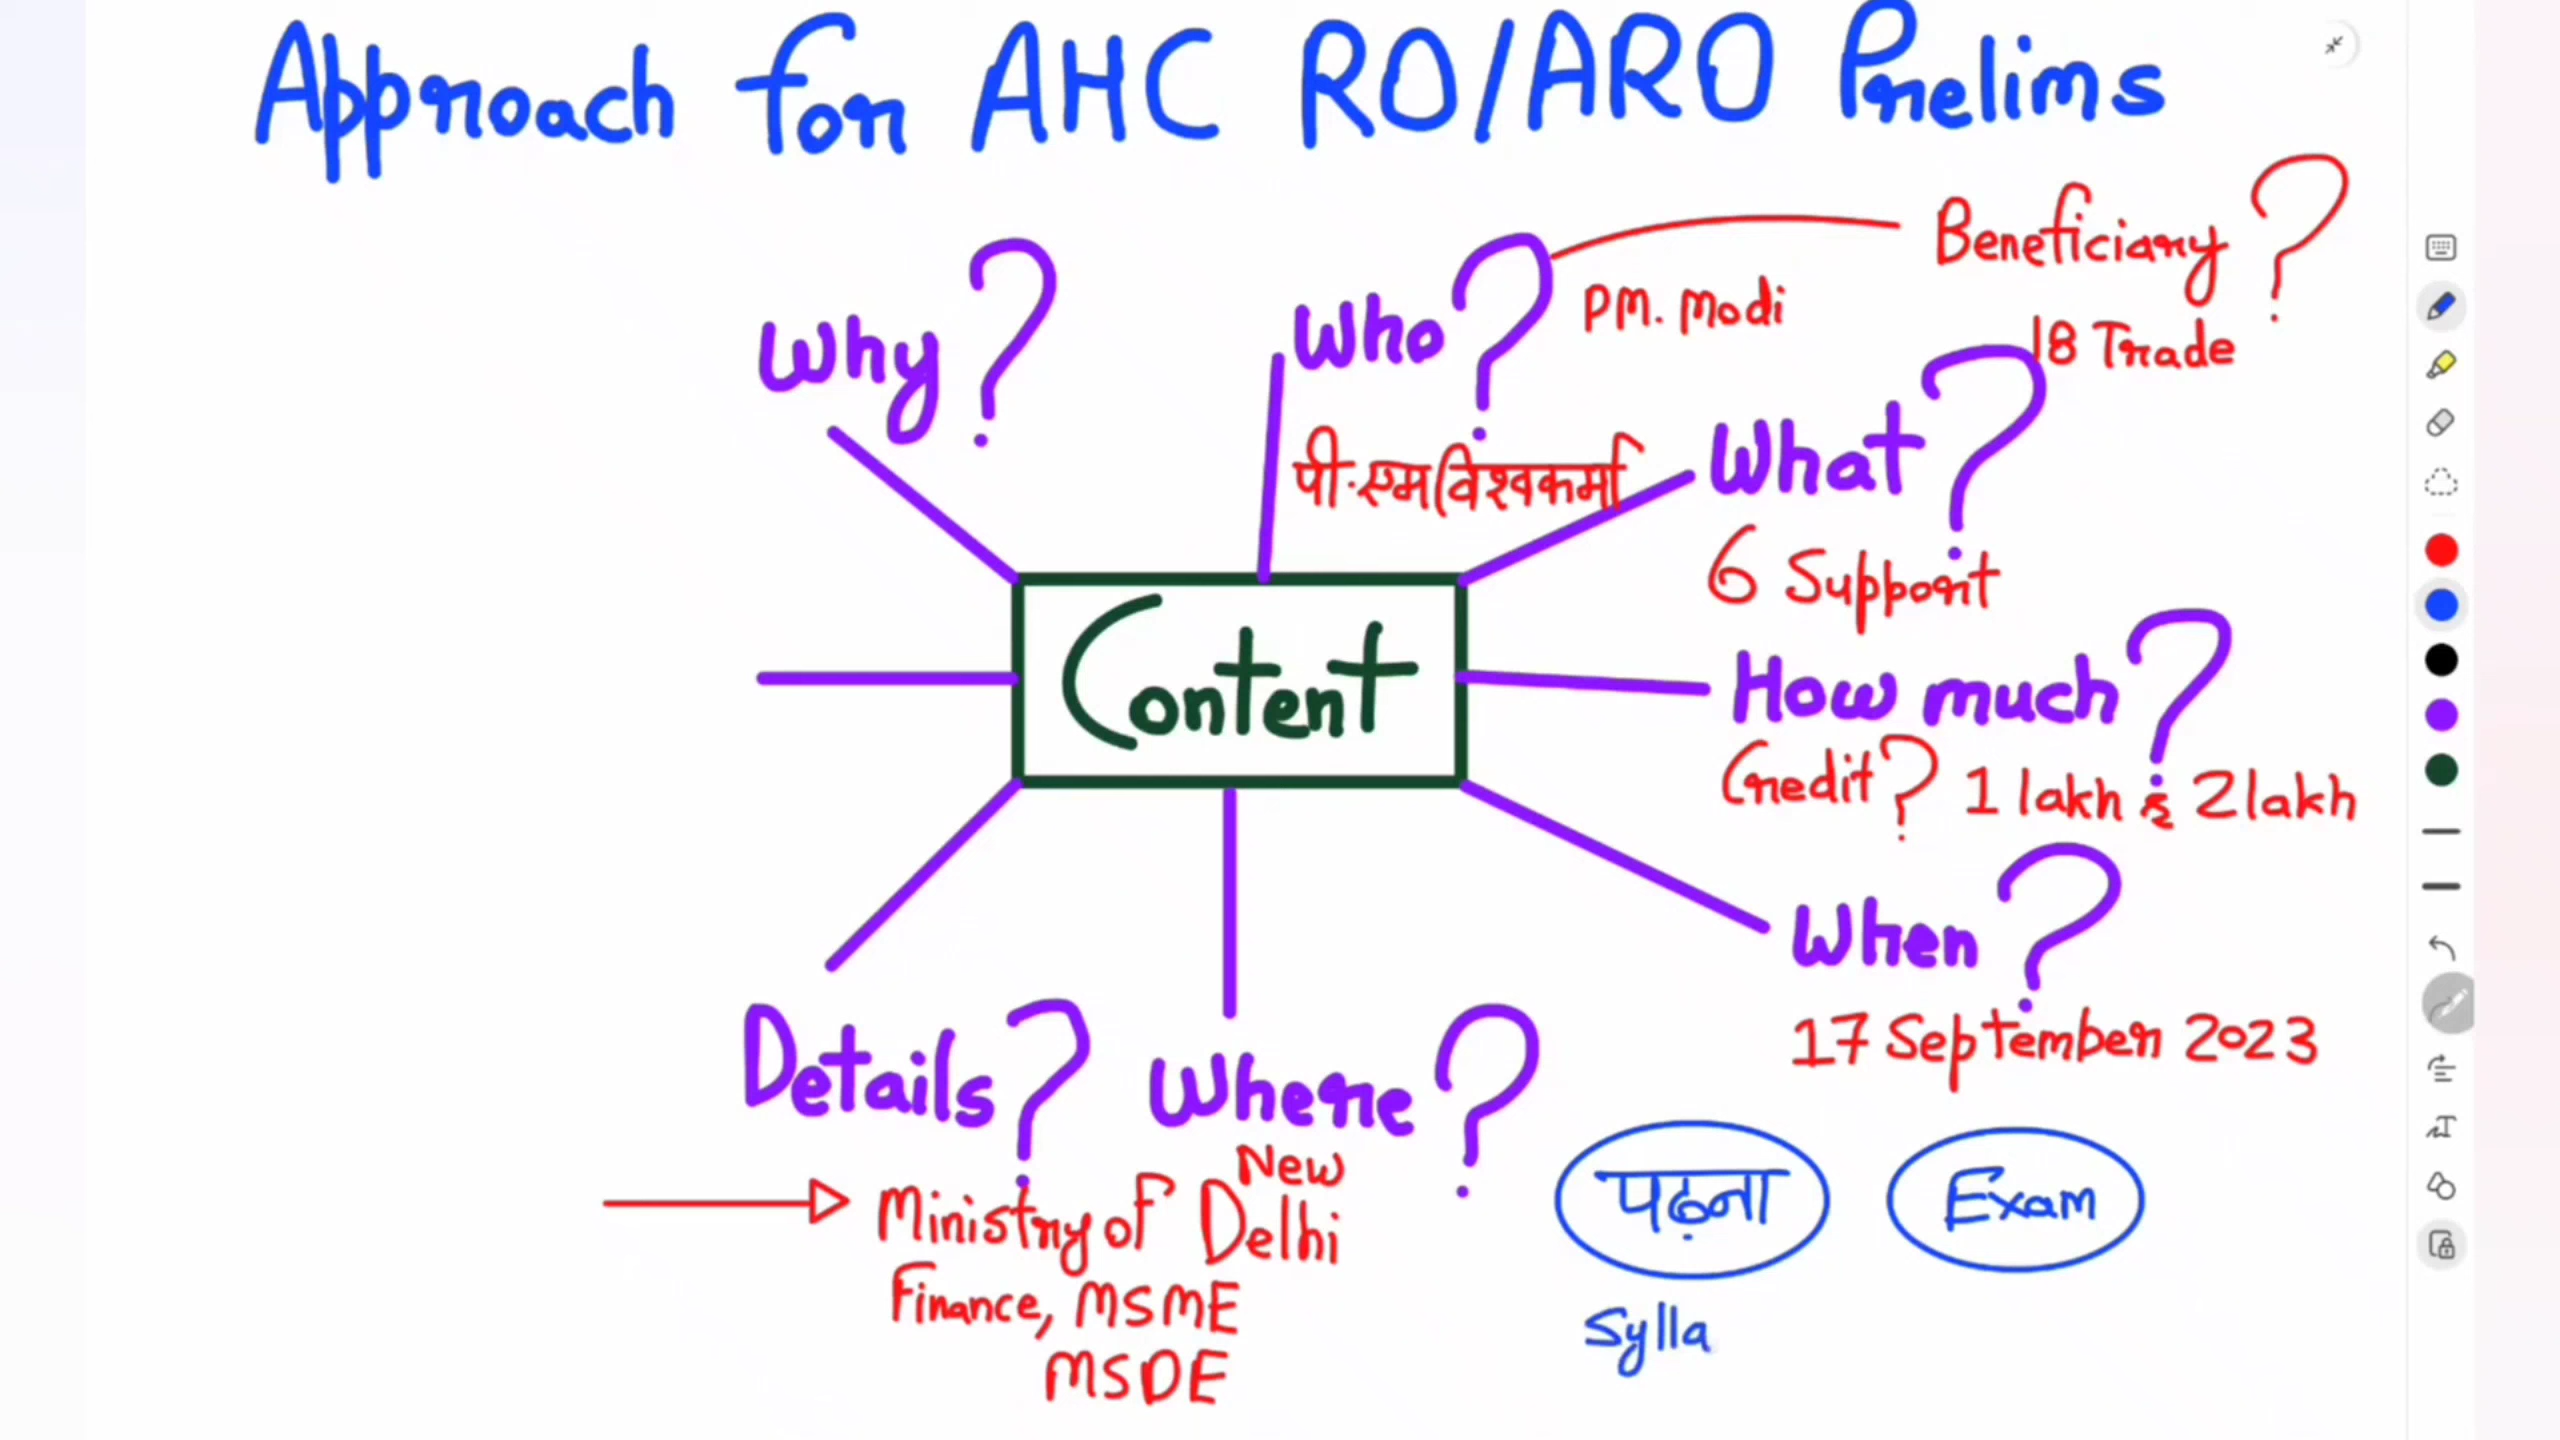 Approach for AHC RO/ARO Prelims
Why?
Who?
PM. Modi
Beneficiary?
18 Trade
पी.एम विश्वकर्मा
What?
6 Support
Content
How much?
Credit? 1 lakh & 2 lakh
When?
17 September 2023
Details?
Where?
New
Delhi
Ministry of
Finance, MSME
MSDE
पढ़ना
Exam
Sylla